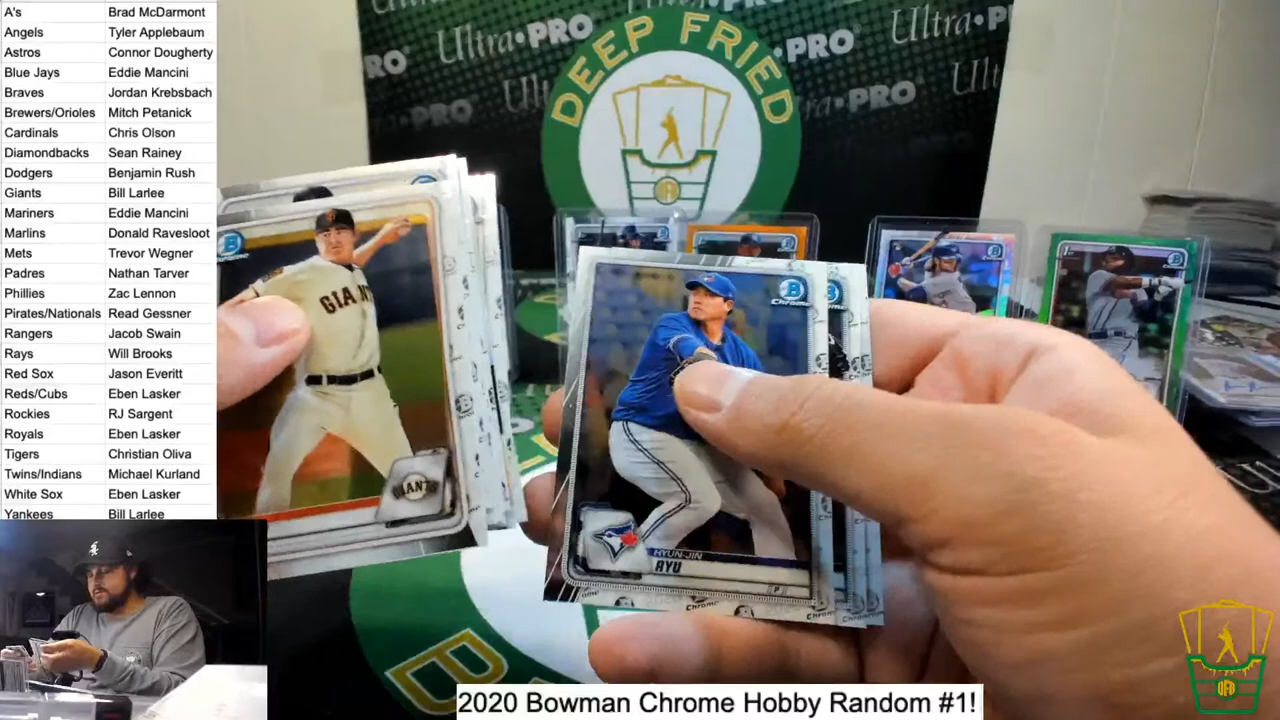 A's Brad McDarmont
Angels Tyler Applebaum
Astros Connor Dougherty
Blue Jays Eddie Mancini
Braves Jordan Krebsbach
Brewers/Orioles Mitch Petanick
Cardinals Chris Olson
Diamondbacks Sean Rainey
Dodgers Benjamin Rush
Giants Bill Larlee
Mariners Eddie Mancini
Marlins Donald Ravesloot
Mets Trevor Wegner
Padres Nathan Tarver
Phillies Zac Lennon
Pirates/Nationals Read Gessner
Rangers Jacob Swain
Rays Will Brooks
Red Sox Jason Everitt
Reds/Cubs Eben Lasker
Rockies RJ Sargent
Royals Eben Lasker
Tigers Christian Oliva
Twins/Indians Michael Kurland
White Sox Eben Lasker
Yankees Bill Larlee
Ultra•PRO
Ultra•PRO
DEEP FRIED
GIANTS
B Chrome
HYUN-JIN
RYU
P
Chrome
2020 Bowman Chrome Hobby Random #1!